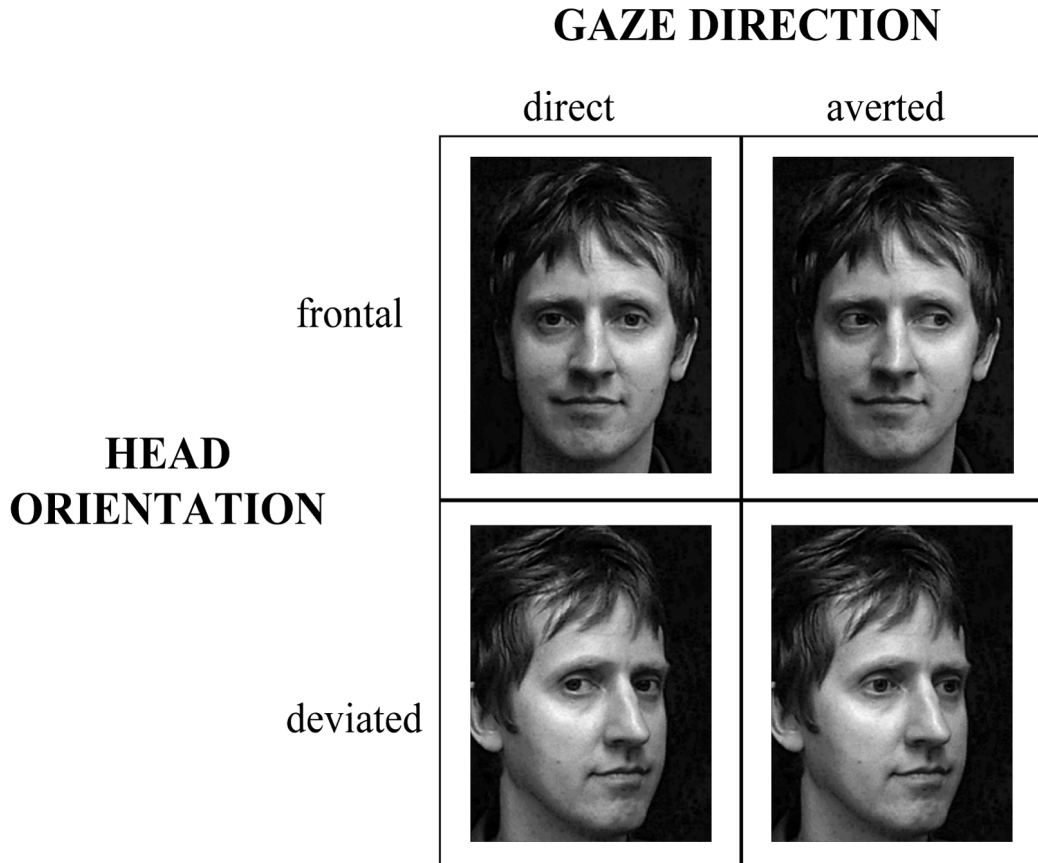 GAZE DIRECTION
direct averted
frontal
HEAD
ORIENTATION
deviated